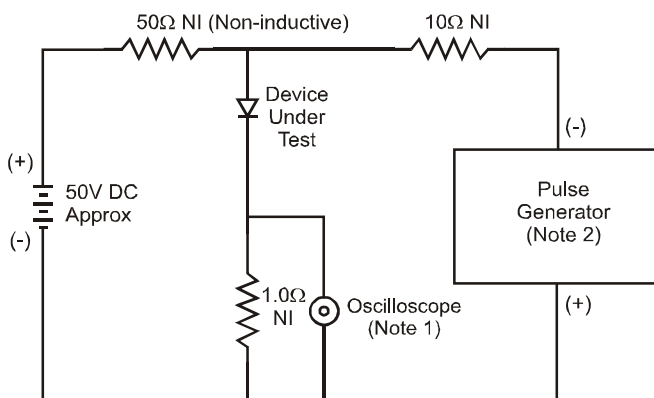 50Ω NI (Non-inductive)
10Ω NI
Device
Under
Test
(-)
(+)
50V DC
Approx
(-)
Pulse
Generator
(Note 2)
1.0Ω
NI
Oscilloscope
(Note 1)
(+)